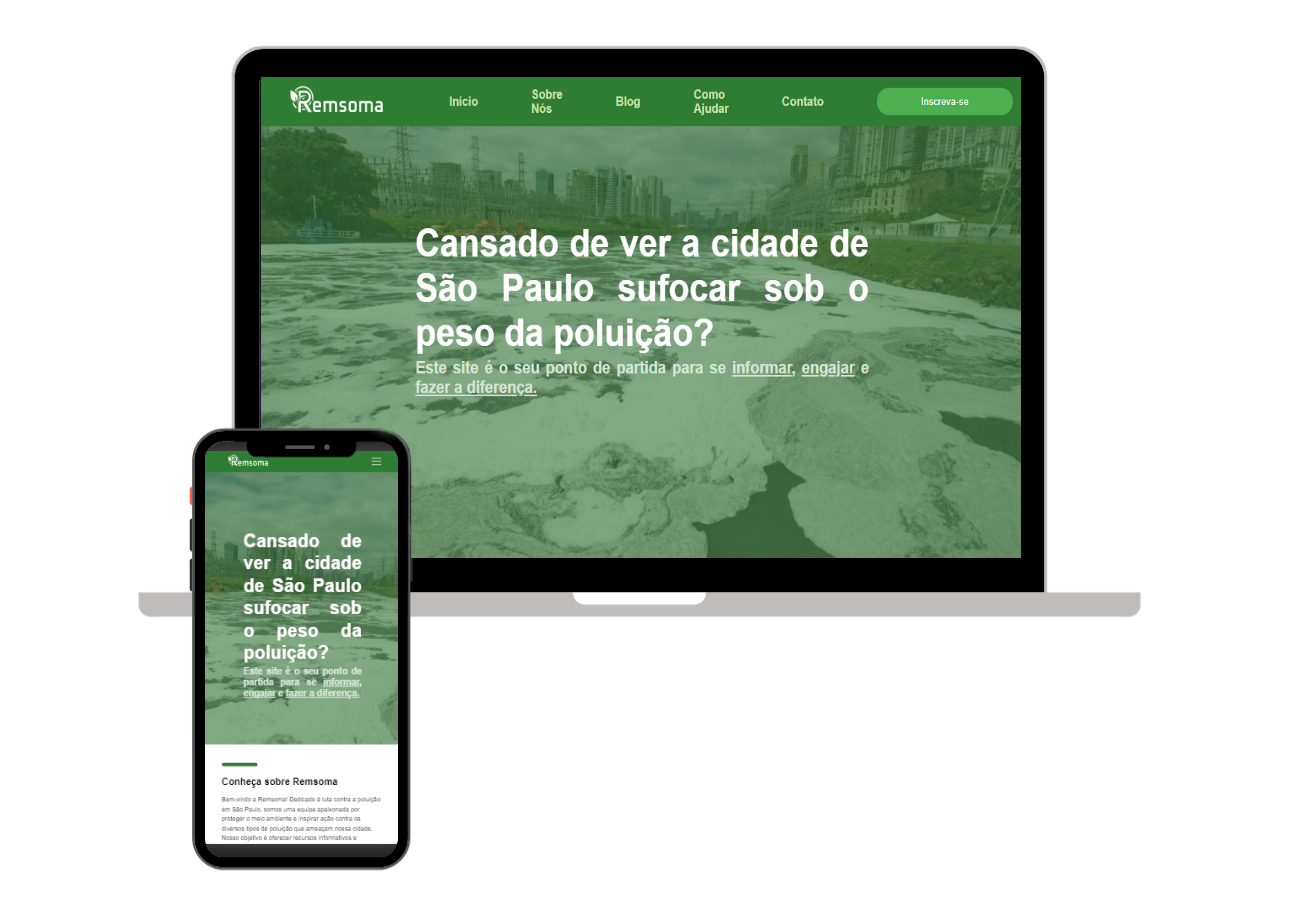 Remsoma
Início
Sobre
Nós
Blog
Como
Ajudar
Contato
Inscreva-se
Cansado de ver a cidade de
São Paulo sufocar sob o
peso da poluição?
Este site é o seu ponto de partida para se informar, engajar e
fazer a diferença.
Remsoma
Cansado de
ver a cidade
de São Paulo
sufocar sob
o peso da
poluição?
Este site é o seu ponto de
partida para se informar,
engajar e fazer a diferença.
Conheça sobre Remsoma
Bem-vindo a Remsoma! Dedicado à luta contra a poluição
em São Paulo, somos uma equipe apaixonada por
proteger o meio ambiente e inspirar ação contra os
diversos tipos de poluição que ameaçam nossa cidade.
Nosso objetivo é oferecer recursos informativos e